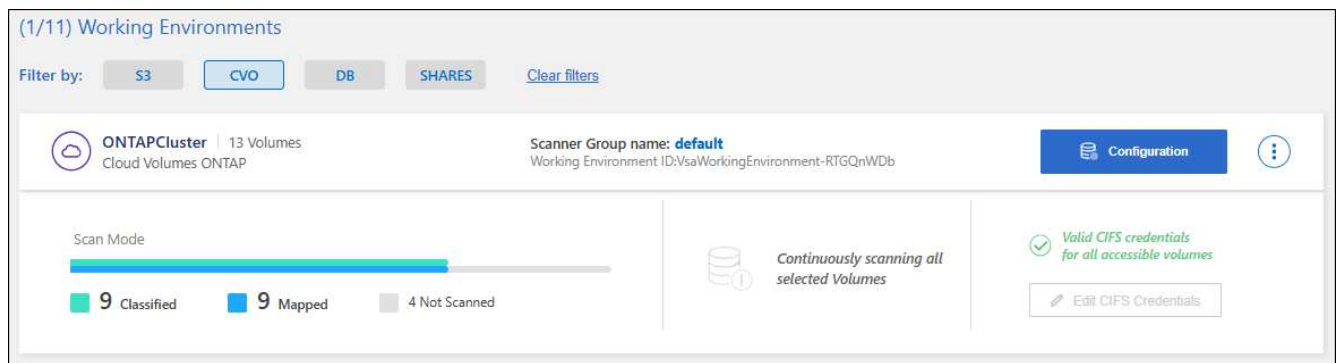 (1/11) Working Environments
Filter by: S3 CVO DB SHARES Clear filters
ONTAPCluster | 13 Volumes
Cloud Volumes ONTAP
Scanner Group name: default
Working Environment ID:VsaWorkingEnvironment-RTGQnWDb
Configuration
Scan Mode
9 Classified 9 Mapped 4 Not Scanned
Continuously scanning all
selected Volumes
Valid CIFS credentials
for all accessible volumes
Edit CIFS Credentials